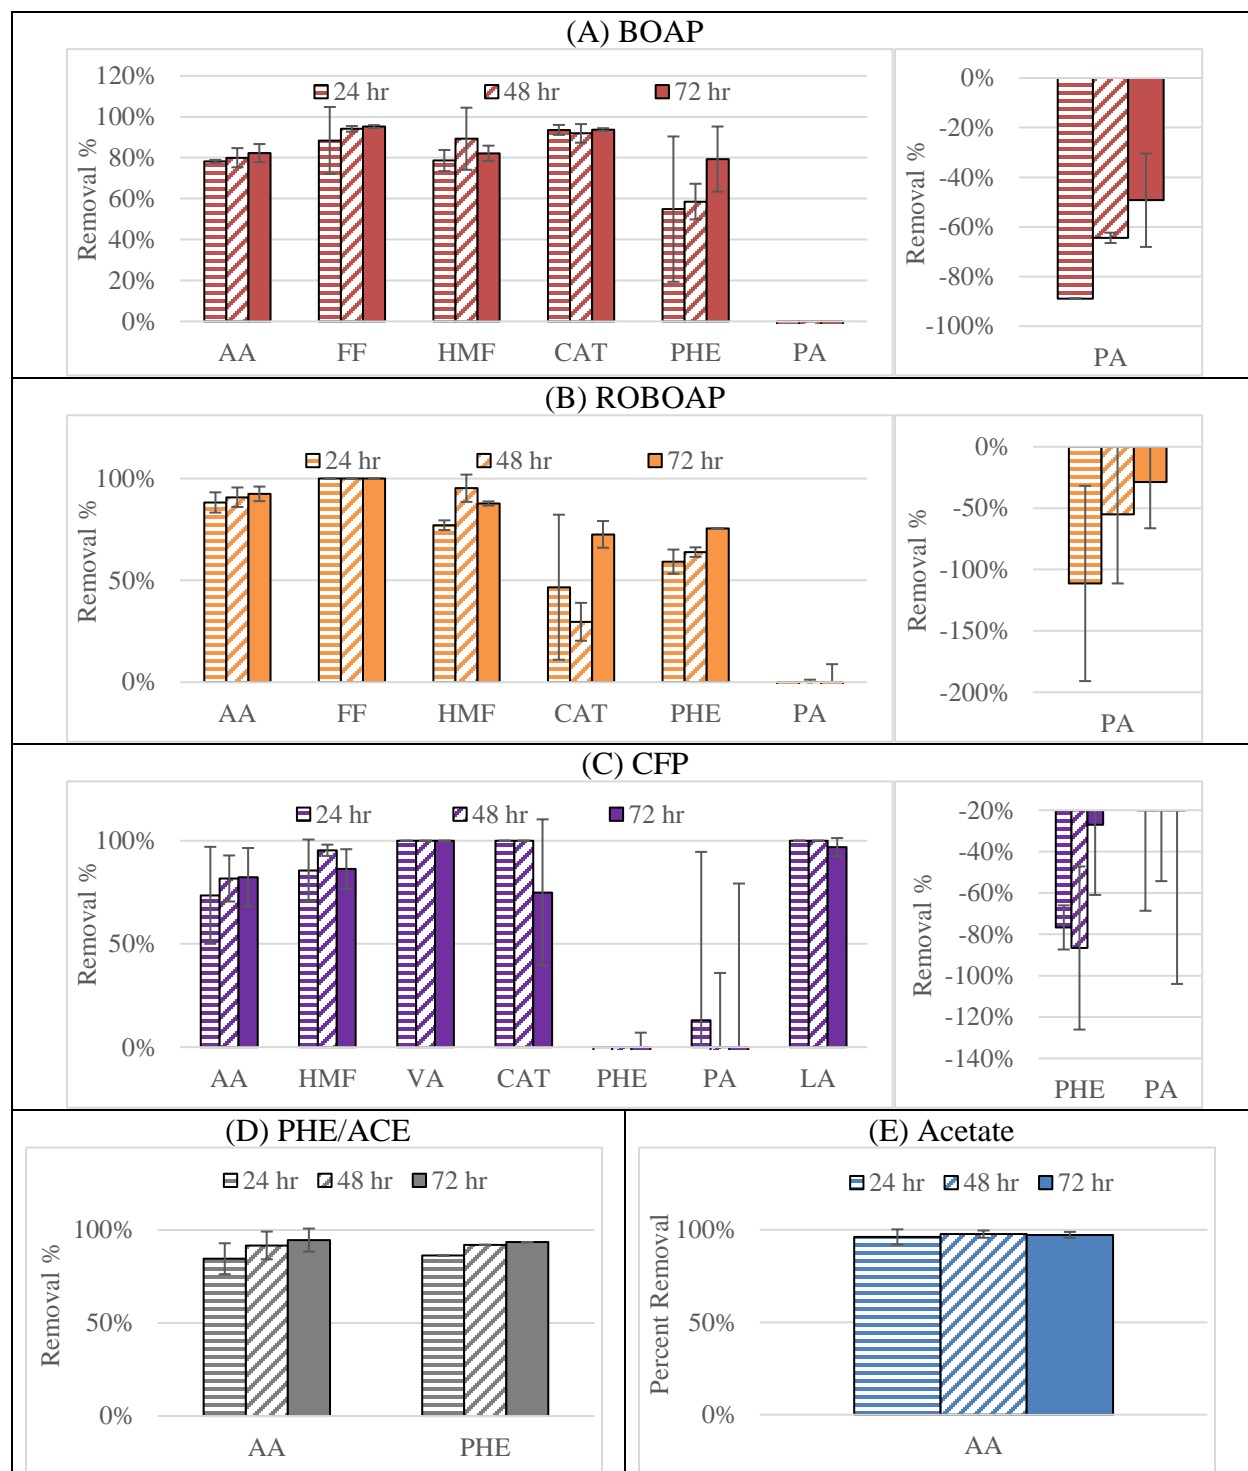 (A) BOAP
24 hr 48 hr 72 hr
Removal %
120%
100%
80%
60%
40%
20%
0%
AA FF HMF CAT PHE PA
Removal %
0%
-20%
-40%
-60%
-80%
-100%
PA
(B) ROBOAP
24 hr 48 hr 72 hr
Removal %
100%
50%
0%
AA FF HMF CAT PHE PA
Removal %
0%
-50%
-100%
-150%
-200%
PA
(C) CFP
24 hr 48 hr 72 hr
Removal %
100%
50%
0%
AA HMF VA CAT PHE PA LA
Removal %
-20%
-40%
-60%
-80%
-100%
-120%
-140%
PHE PA
(D) PHE/ACE
24 hr 48 hr 72 hr
Removal %
100%
50%
0%
AA PHE
(E) Acetate
24 hr 48 hr 72 hr
Percent Removal
100%
50%
0%
AA